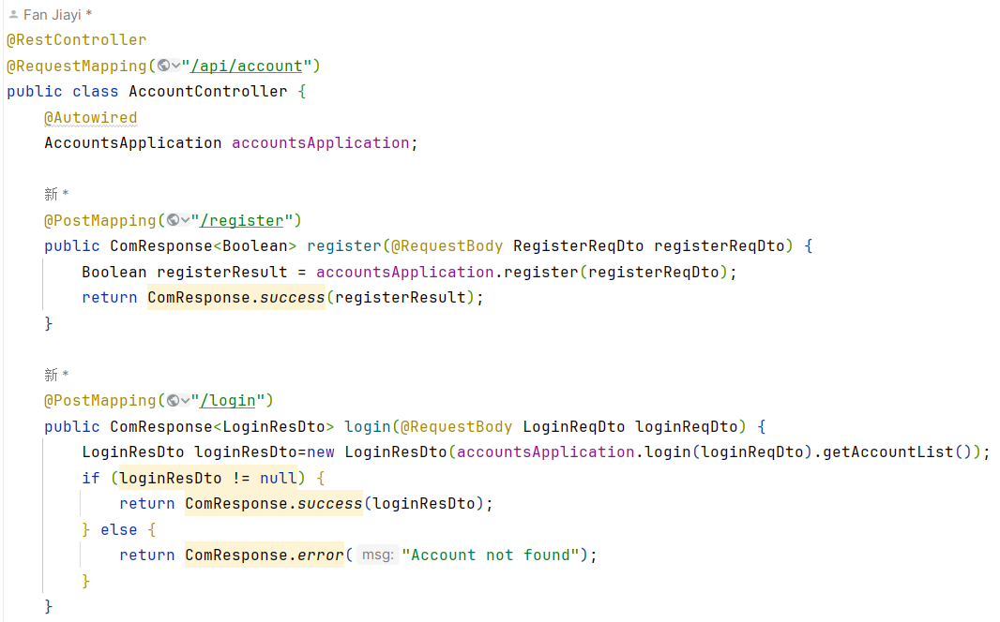 Fan Jiayi *
@RestController
@RequestMapping("/api/account")
public class AccountController {
    @Autowired
    AccountsApplication accountsApplication;
    新 *
    @PostMapping("/register")
    public ComResponse<Boolean> register(@RequestBody RegisterReqDto registerReqDto) {
        Boolean registerResult = accountsApplication.register(registerReqDto);
        return ComResponse.success(registerResult);
    }
    新 *
    @PostMapping("/login")
    public ComResponse<LoginResDto> login(@RequestBody LoginReqDto loginReqDto) {
        LoginResDto loginResDto=new LoginResDto(accountsApplication.login(loginReqDto).getAccountList());
        if (loginResDto != null) {
            return ComResponse.success(loginResDto);
        } else {
            return ComResponse.error( msg: "Account not found");
        }
    }